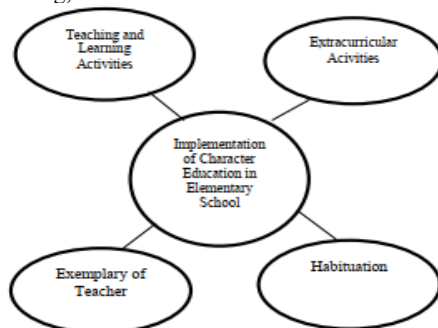 Teaching and
Learning
Activities
Extracurricular
Acivities
Implementation
of Character
Education in
Elementary
School
Exemplary of
Teacher
Habituation